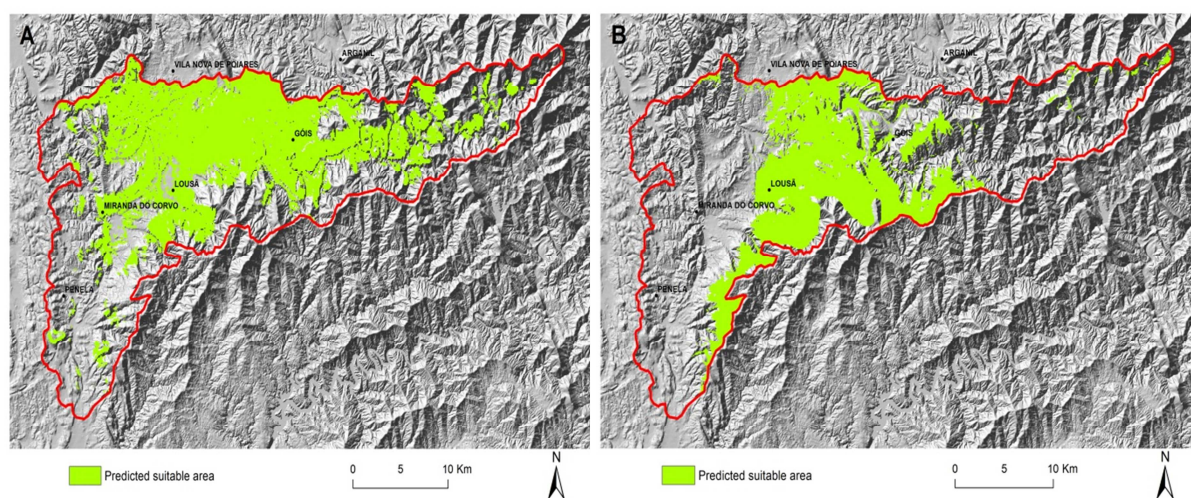 A
ARGANIL
VILA NOVA DE POIARES
GÓIS
LOUSÃ
MIRANDA DO CORVO
PENELA
Predicted suitable area
0 5 10 Km
N
B
ARGANIL
VILA NOVA DE POIARES
GÓIS
LOUSÃ
MIRANDA DO CORVO
PENELA
Predicted suitable area
0 5 10 Km
N